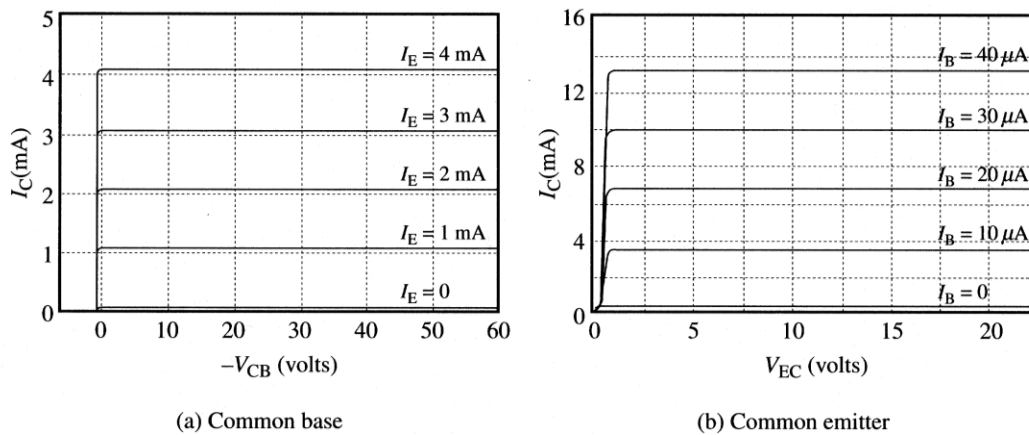 5
4
3
2
1
0
I_C(mA)
I_E = 4 mA
I_E = 3 mA
I_E = 2 mA
I_E = 1 mA
I_E = 0
0 10 20 30 40 50 60
–V_CB (volts)
(a) Common base
16
12
8
4
0
I_C(mA)
I_B = 40 μA
I_B = 30 μA
I_B = 20 μA
I_B = 10 μA
I_B = 0
0 5 10 15 20
V_EC (volts)
(b) Common emitter